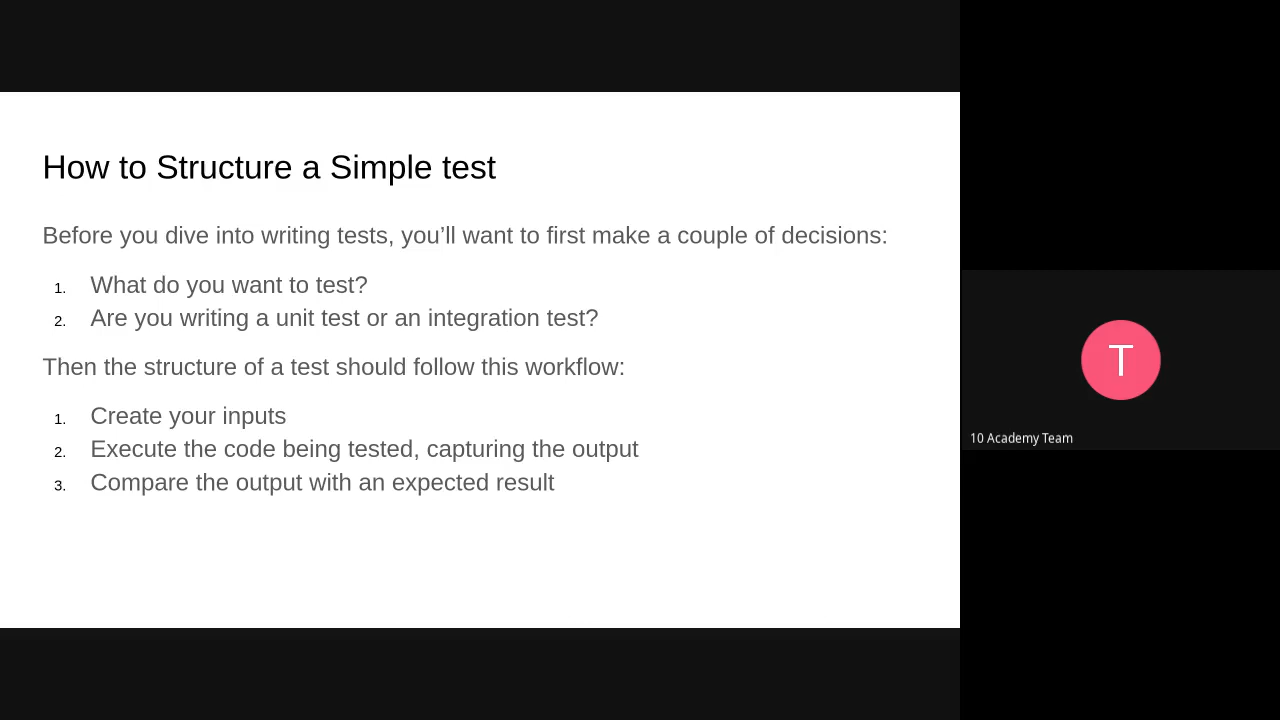 How to Structure a Simple test
Before you dive into writing tests, you’ll want to first make a couple of decisions:
1. What do you want to test?
2. Are you writing a unit test or an integration test?
Then the structure of a test should follow this workflow:
1. Create your inputs
2. Execute the code being tested, capturing the output
3. Compare the output with an expected result
T
10 Academy Team